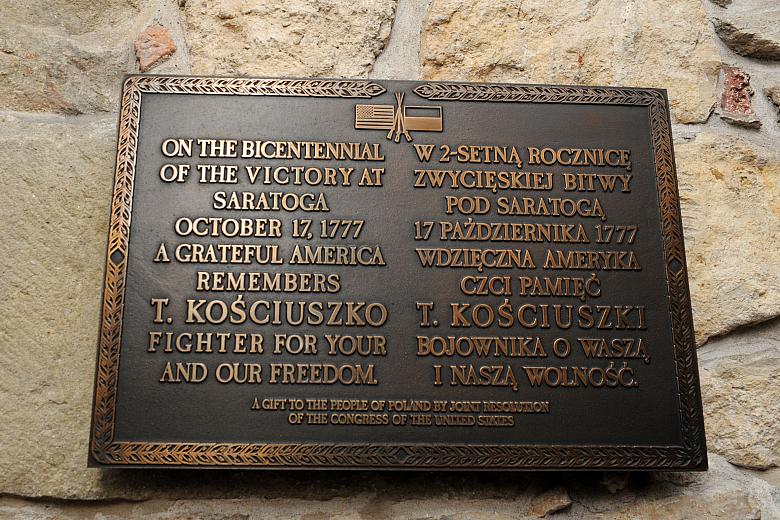 ON THE BICENTENNIAL
OF THE VICTORY AT
SARATOGA
OCTOBER 17, 1777
A GRATEFUL AMERICA
REMEMBERS
T. KOŚCIUSZKO
FIGHTER FOR YOUR
AND OUR FREEDOM.
W 2-SETNĄ ROCZNICĘ
ZWYCIĘSKIEJ BITWY
POD SARATOGĄ
17 PAŹDZIERNIKA 1777
WDZIĘCZNA AMERYKA
CZCI PAMIĘĆ
T. KOŚCIUSZKI
BOJOWNIKA O WASZĄ
I NASZĄ WOLNOŚĆ.
A GIFT TO THE PEOPLE OF POLAND BY JOINT RESOLUTION
OF THE CONGRESS OF THE UNITED STATES